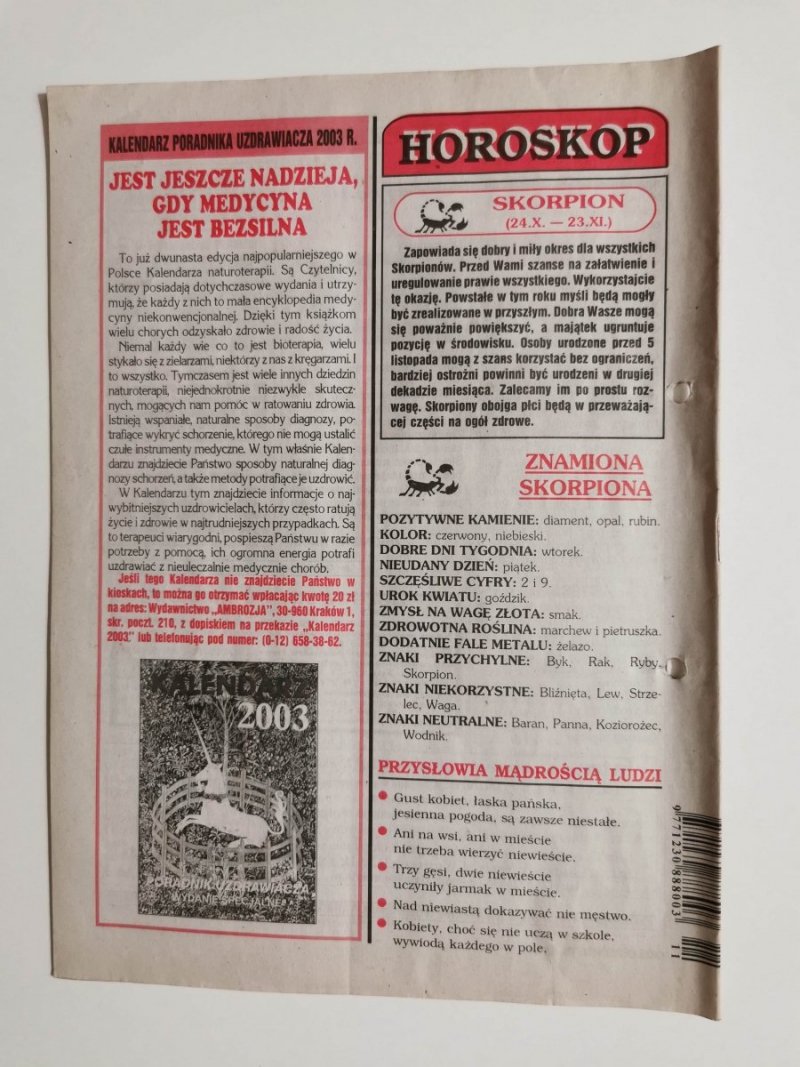 KALENDARZ PORADNIKA UZDRAWIACZA 2003 R.
JEST JESZCZE NADZIEJA,
GDY MEDYCYNA
JEST BEZSILNA
To już dwunasta edycja najpopularniejszego w
Polsce Kalendarza naturoterapii. Są Czytelnicy,
którzy posiadają dotychczasowe wydania i utrzy-
mują, że każdy z nich to mała encyklopedia medy-
cyny niekonwencjonalnej. Dzięki tym książkom
wielu chorych odzyskało zdrowie i radość życia.
Niemal każdy wie co to jest bioterapia, wielu
stykało się z zielarzami, niektórzy z nas z kręgarzami. I
to wszystko. Tymczasem jest wiele innych dziedzin
naturoterapii, niejednokrotnie niezwykle skutecz-
nych, mogących nam pomóc w ratowaniu zdrowia.
Istnieją wspaniałe, naturalne sposoby diagnozy, po-
trafiące wykryć schorzenie, którego nie mogą ustalić
czułe instrumenty medyczne. W tym właśnie Kalen-
darzu znajdziecie Państwo sposoby naturalnej diag-
nozy schorzeń, a także metody potrafiące je uzdrowić.
W Kalendarzu tym znajdziecie informacje o naj-
wybitniejszych uzdrowicielach, którzy często ratują
życie i zdrowie w najtrudniejszych przypadkach. Są
to terapeuci wiarygodni, pospieszą Państwu w razie
potrzeby z pomocą, ich ogromna energia potrafi
uzdrawiać z nieuleczalnie medycznie chorób.
Jeśli tego Kalendarza nie znajdziecie Państwo w
kioskach, to można go otrzymać wpłacając kwotę 20 zł
na adres: Wydawnictwo „AMBROZJA”, 30-960 Kraków 1,
skr. poczt. 210, z dopiskiem na przekazie „Kalendarz
2003,” lub telefonując pod numer: (0-12) 658-38-62.
KALENDARZ
2003
PORADNIK UZDRAWIACZA
WYDANIE SPECJALNE
HOROSKOP
SKORPION
(24.X. — 23.XI.)
Zapowiada się dobry i miły okres dla wszystkich
Skorpionów. Przed Wami szanse na załatwienie i
uregulowanie prawie wszystkiego. Wykorzystajcie
tę okazję. Powstałe w tym roku myśli będą mogły
być zrealizowane w przyszłym. Dobra Wasze mogą
się poważnie powiększyć, a majątek ugruntuje
pozycję w środowisku. Osoby urodzone przed 5
listopada mogą z szans korzystać bez ograniczeń,
bardziej ostrożni powinni być urodzeni w drugiej
dekadzie miesiąca. Zalecamy im po prostu roz-
wagę. Skorpiony obojga płci będą w przeważają-
cej części na ogół zdrowe.
ZNAMIONA
SKORPIONA
POZYTYWNE KAMIENIE: diament, opal, rubin.
KOLOR: czerwony, niebieski.
DOBRE DNI TYGODNIA: wtorek.
NIEUDANY DZIEŃ: piątek.
SZCZĘŚLIWE CYFRY: 2 i 9.
UROK KWIATU: goździk.
ZMYSŁ NA WAGĘ ZŁOTA: smak.
ZDROWOTNA ROŚLINA: marchew i pietruszka.
DODATNIE FALE METALU: żelazo.
ZNAKI PRZYCHYLNE: Byk, Rak, Ryby,
Skorpion.
ZNAKI NIEKORZYSTNE: Bliźnięta, Lew, Strze-
lec, Waga.
ZNAKI NEUTRALNE: Baran, Panna, Koziorożec,
Wodnik.
PRZYSŁOWIA MĄDROŚCIĄ LUDZI
● Gust kobiet, łaska pańska,
jesienna pogoda, są zawsze niestałe.
● Ani na wsi, ani w mieście
nie trzeba wierzyć niewieście.
● Trzy gęsi, dwie niewieście
uczyniły jarmak w mieście.
● Nad niewiastą dokazywać nie męstwo.
● Kobiety, choć się nie uczą w szkole,
wywiodą każdego w pole,
9 771230 888003
11